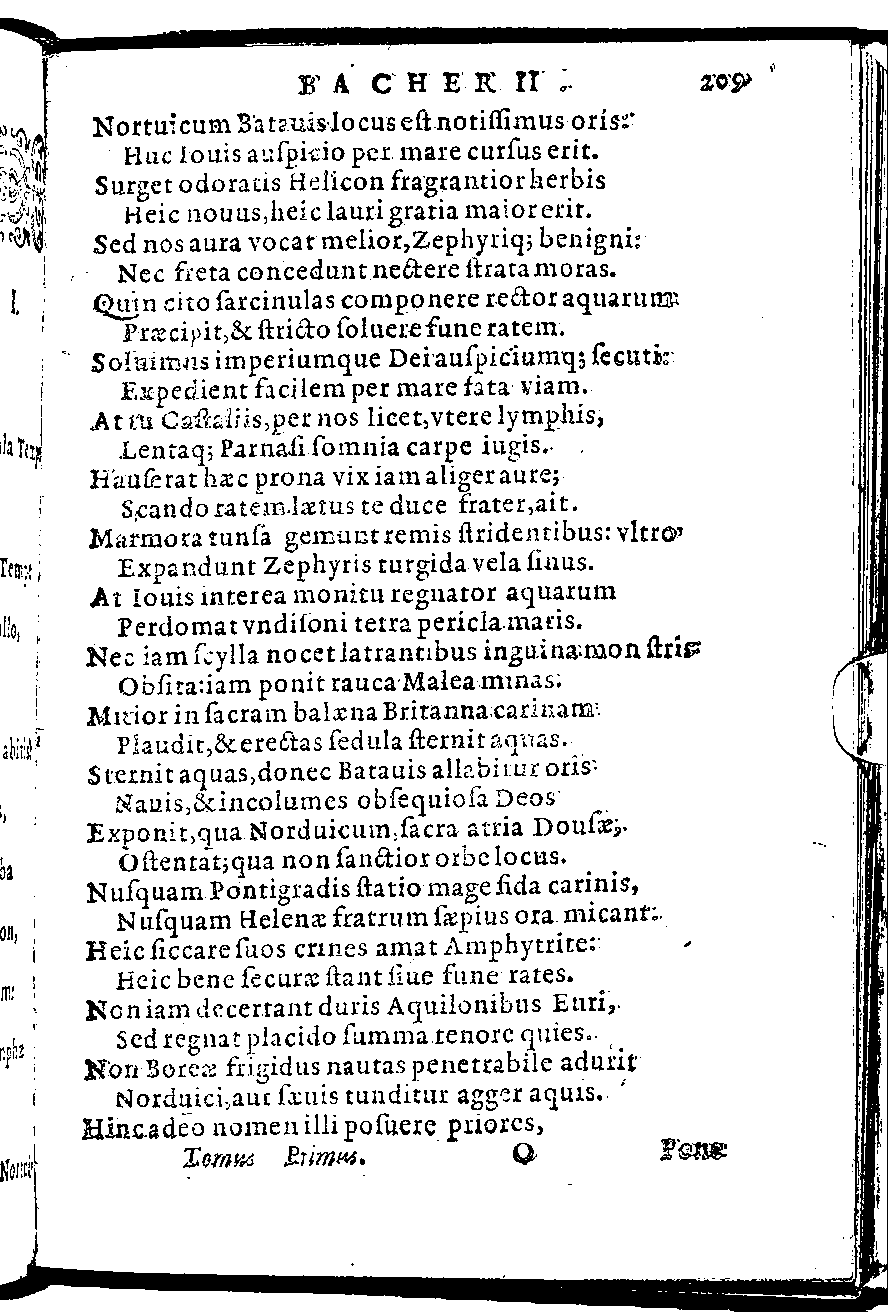 BACHERII. 209
Nortuicum Batauis locus est notiſſimus oris:
Huc Iouis auſpicio per mare curſus erit.
Surget odoratis Helicon fragrantior herbis
Heic nouus, heic lauri gratia maior erit.
Sed nos aura vocat melior, Zephyriq; benigni:
Nec freta concedunt nectere ſtrata moras.
Quin cito ſarcinulas componere rector aquarum
Præcipit, & ſtricto ſoluere fune ratem.
Soluimus imperiumque Dei auſpiciumq; ſecuti:
Expedient facilem per mare fata viam.
At tu Caſtaliis, per nos licet, vtere lymphis,
Lentaq; Parnaſi ſomnia carpe iugis.
Hauſerat hæc prona vix iam aliger aure;
Scando ratem lætus te duce frater, ait.
Marmora tunſa gemunt remis ſtridentibus: vltro
Expandunt Zephyris turgida vela ſinus.
At Iouis interea monitu regnator aquarum
Perdomat vndiſoni tetra pericla maris.
Nec iam ſcylla nocet latrantibus inguina monſtris
Obſita: iam ponit rauca Malea minas:
Mitior in ſacram balæna Britanna carinam
Plaudit, & erectas ſedula ſternit aquas.
Sternit aquas, donec Batauis allabitur oris
Nauis, & incolumes obſequioſa Deos
Exponit, qua Norduicum, ſacra atria Douſæ,
Oſtentat; qua non ſanctior orbe locus.
Nuſquam Pontigradis ſtatio mage fida carinis,
Nuſquam Helenæ fratrum ſæpius ora micant:
Heic ſiccare ſuos crines amat Amphytrite:
Heic bene ſecuræ ſtant ſiue fune rates.
Non iam decertant duris Aquilonibus Euri,
Sed regnat placido ſumma tenore quies.
Non Boreæ frigidus nautas penetrabile adurit
Norduici, aut ſæuis tunditur agger aquis.
Hinc adeo nomen illi poſuere priores,
Tomus Primus. O Pone